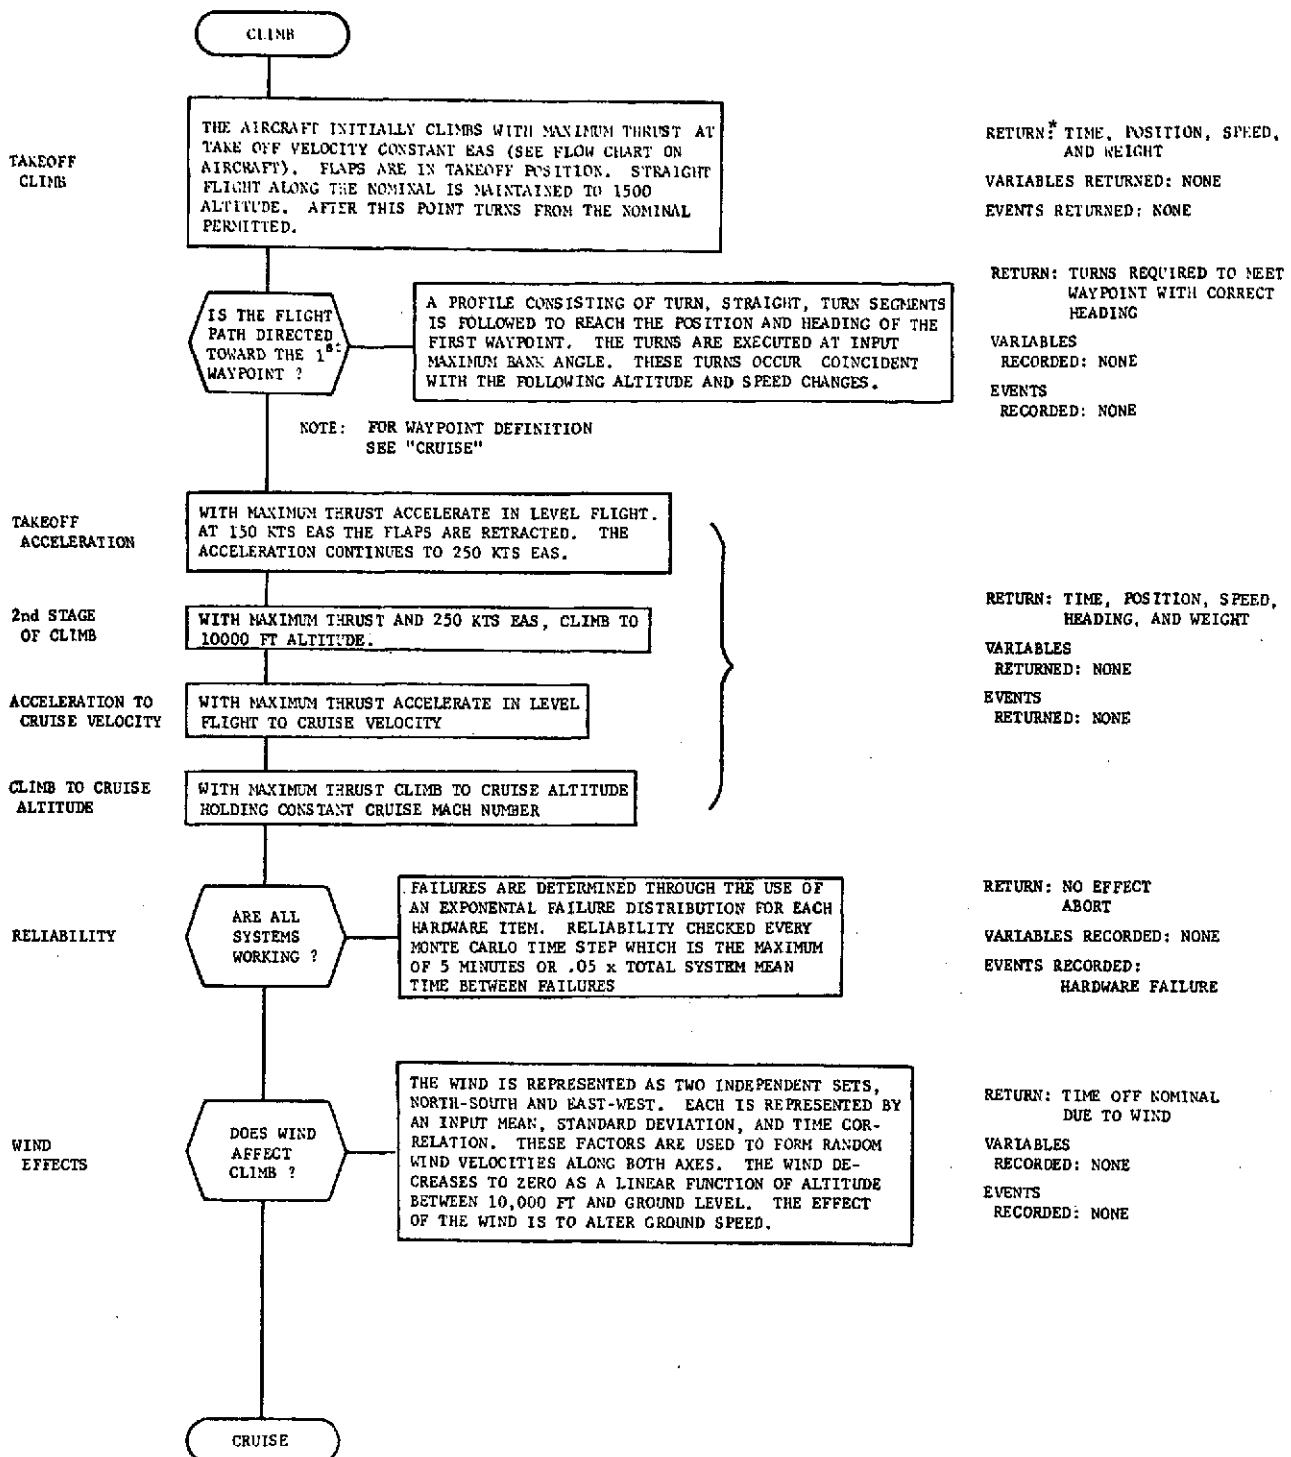 CLIMB
TAKEOFF
CLIMB
THE AIRCRAFT INITIALLY CLIMBS WITH MAXIMUM THRUST AT
TAKE OFF VELOCITY CONSTANT EAS (SEE FLOW CHART ON
AIRCRAFT). FLAPS ARE IN TAKEOFF POSITION. STRAIGHT
FLIGHT ALONG THE NOMINAL IS MAINTAINED TO 1500
ALTITUDE. AFTER THIS POINT TURNS FROM THE NOMINAL
PERMITTED.
RETURN:* TIME, POSITION, SPEED,
AND WEIGHT
VARIABLES RETURNED: NONE
EVENTS RETURNED: NONE
IS THE FLIGHT
PATH DIRECTED
TOWARD THE 1st
WAYPOINT ?
A PROFILE CONSISTING OF TURN, STRAIGHT, TURN SEGMENTS
IS FOLLOWED TO REACH THE POSITION AND HEADING OF THE
FIRST WAYPOINT. THE TURNS ARE EXECUTED AT INPUT
MAXIMUM BANK ANGLE. THESE TURNS OCCUR COINCIDENT
WITH THE FOLLOWING ALTITUDE AND SPEED CHANGES.
RETURN: TURNS REQUIRED TO MEET
WAYPOINT WITH CORRECT
HEADING
VARIABLES
RECORDED: NONE
EVENTS
RECORDED: NONE
NOTE: FOR WAYPOINT DEFINITION
SEE "CRUISE"
TAKEOFF
ACCELERATION
WITH MAXIMUM THRUST ACCELERATE IN LEVEL FLIGHT.
AT 150 KTS EAS THE FLAPS ARE RETRACTED. THE
ACCELERATION CONTINUES TO 250 KTS EAS.
2nd STAGE
OF CLIMB
WITH MAXIMUM THRUST AND 250 KTS EAS, CLIMB TO
10000 FT ALTITUDE.
ACCELERATION TO
CRUISE VELOCITY
WITH MAXIMUM THRUST ACCELERATE IN LEVEL
FLIGHT TO CRUISE VELOCITY
CLIMB TO CRUISE
ALTITUDE
WITH MAXIMUM THRUST CLIMB TO CRUISE ALTITUDE
HOLDING CONSTANT CRUISE MACH NUMBER
RETURN: TIME, POSITION, SPEED,
HEADING, AND WEIGHT
VARIABLES
RETURNED: NONE
EVENTS
RETURNED: NONE
RELIABILITY
ARE ALL
SYSTEMS
WORKING ?
FAILURES ARE DETERMINED THROUGH THE USE OF
AN EXPONENTAL FAILURE DISTRIBUTION FOR EACH
HARDWARE ITEM. RELIABILITY CHECKED EVERY
MONTE CARLO TIME STEP WHICH IS THE MAXIMUM
OF 5 MINUTES OR .05 x TOTAL SYSTEM MEAN
TIME BETWEEN FAILURES
RETURN: NO EFFECT
ABORT
VARIABLES RECORDED: NONE
EVENTS RECORDED:
HARDWARE FAILURE
WIND
EFFECTS
DOES WIND
AFFECT
CLIMB ?
THE WIND IS REPRESENTED AS TWO INDEPENDENT SETS,
NORTH-SOUTH AND EAST-WEST. EACH IS REPRESENTED BY
AN INPUT MEAN, STANDARD DEVIATION, AND TIME COR-
RELATION. THESE FACTORS ARE USED TO FORM RANDOM
WIND VELOCITIES ALONG BOTH AXES. THE WIND DE-
CREASES TO ZERO AS A LINEAR FUNCTION OF ALTITUDE
BETWEEN 10,000 FT AND GROUND LEVEL. THE EFFECT
OF THE WIND IS TO ALTER GROUND SPEED.
RETURN: TIME OFF NOMINAL
DUE TO WIND
VARIABLES
RECORDED: NONE
EVENTS
RECORDED: NONE
CRUISE